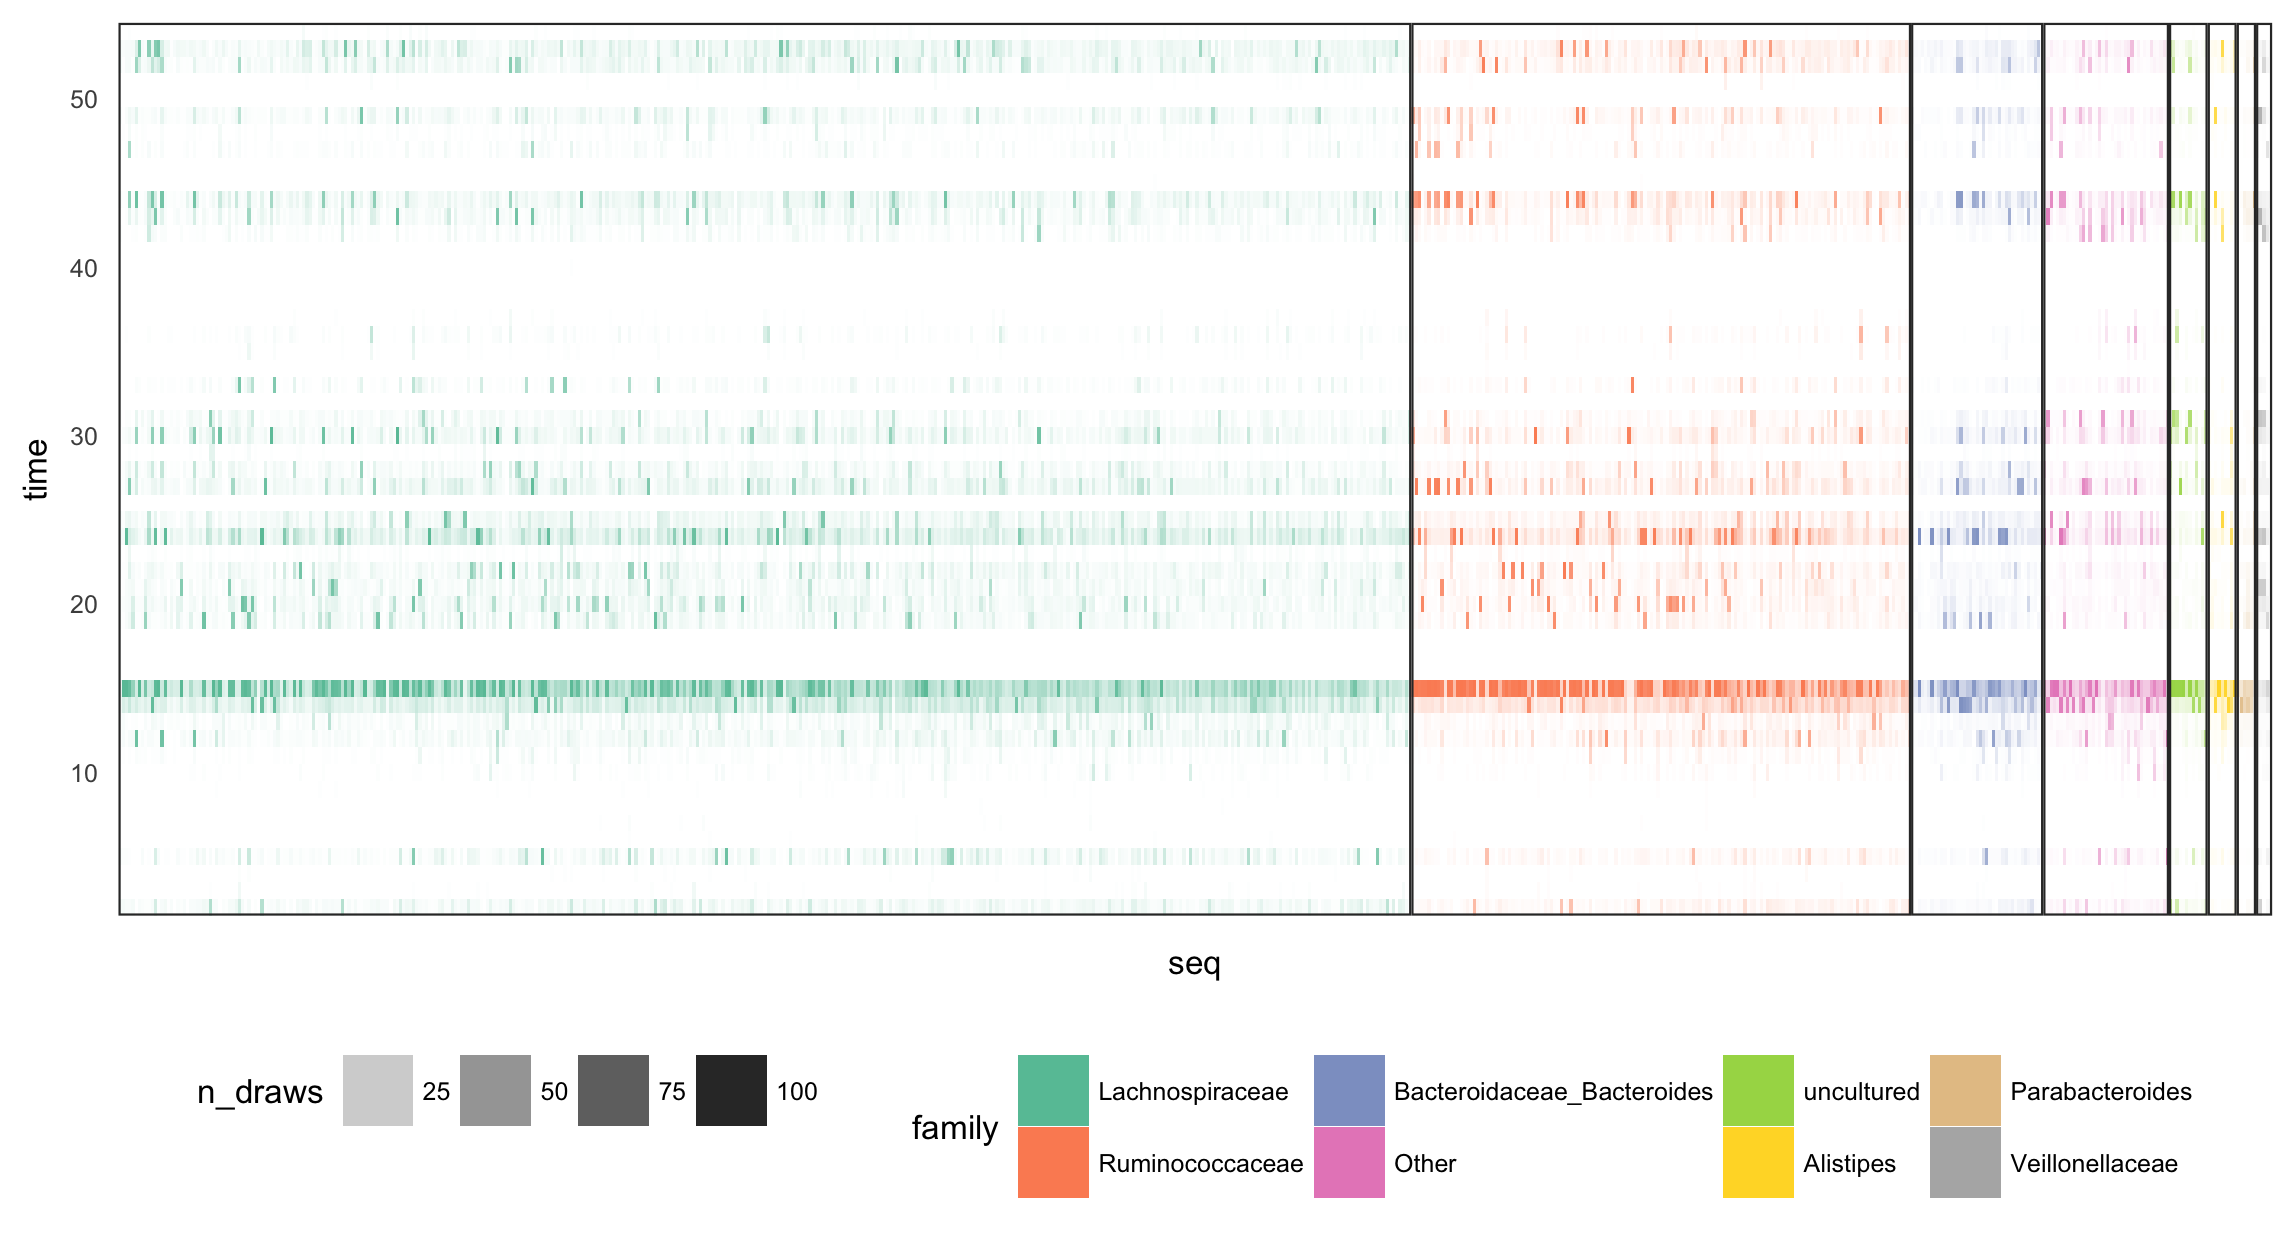 50
40
30
20
10
time
seq
n_draws 25 50 75 100
family
Lachnospiraceae Bacteroidaceae_Bacteroides uncultured Parabacteroides
Ruminococcaceae Other Alistipes Veillonellaceae